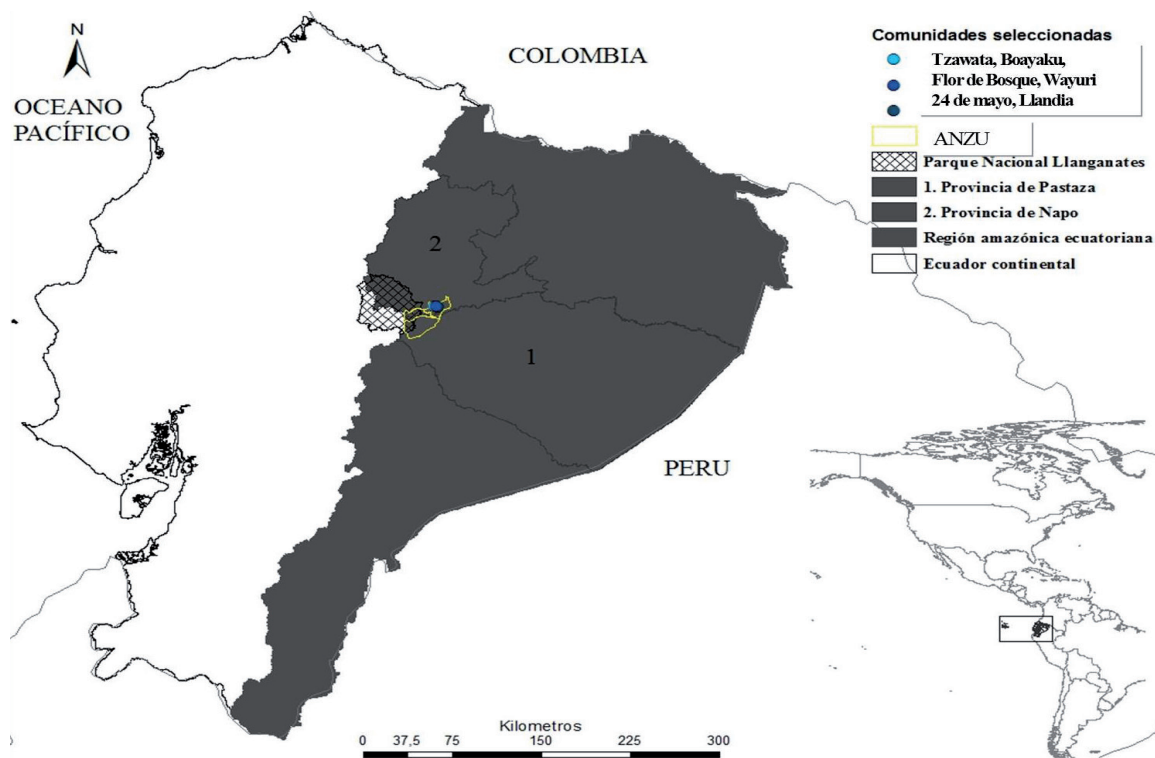 N
COLOMBIA
OCEANO
PACÍFICO
Comunidades seleccionadas
Tzawata, Boayaku,
Flor de Bosque, Wayuri
24 de mayo, Llandia
ANZU
Parque Nacional Llanganates
1. Provincia de Pastaza
2. Provincia de Napo
Región amazónica ecuatoriana
Ecuador continental
2
1
PERU
Kilometros
0 37,5 75 150 225 300